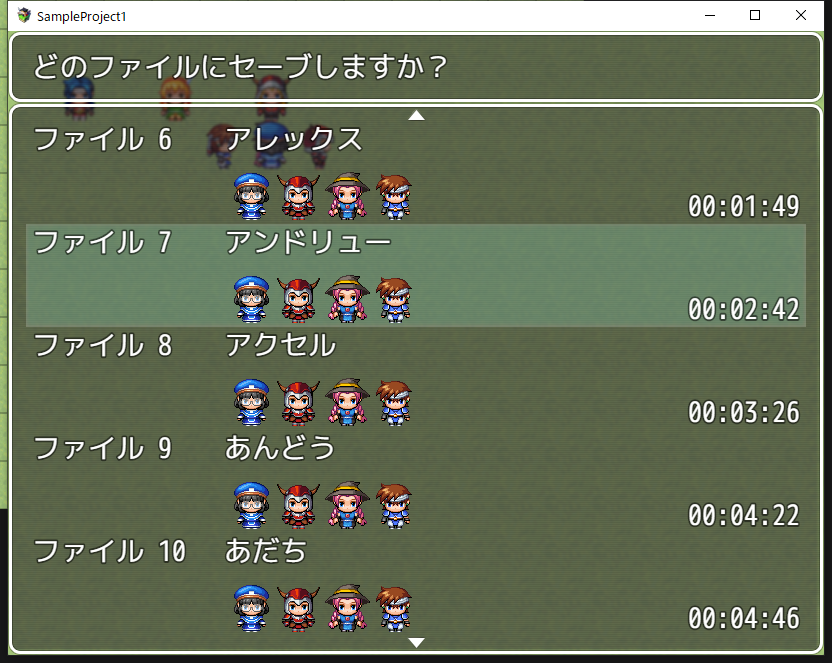 SampleProject1
どのファイルにセーブしますか？
ファイル 6 アレックス
00:01:49
ファイル 7 アンドリュー
00:02:42
ファイル 8 アクセル
00:03:26
ファイル 9 あんどう
00:04:22
ファイル 10 あだち
00:04:46